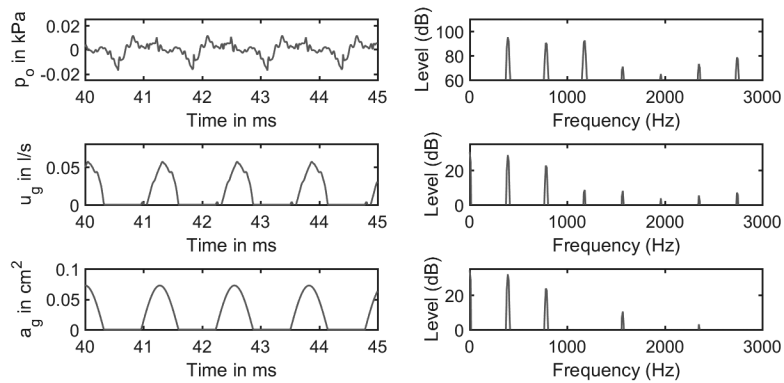 p_o in kPa
0.02
0
-0.02
40 41 42 43 44 45
Time in ms
Level (dB)
100
80
60
0 1000 2000 3000
Frequency (Hz)
u_g in l/s
0.05
0
40 41 42 43 44 45
Time in ms
Level (dB)
20
0
0 1000 2000 3000
Frequency (Hz)
a_g in cm²
0.1
0.05
0
40 41 42 43 44 45
Time in ms
Level (dB)
20
0
0 1000 2000 3000
Frequency (Hz)